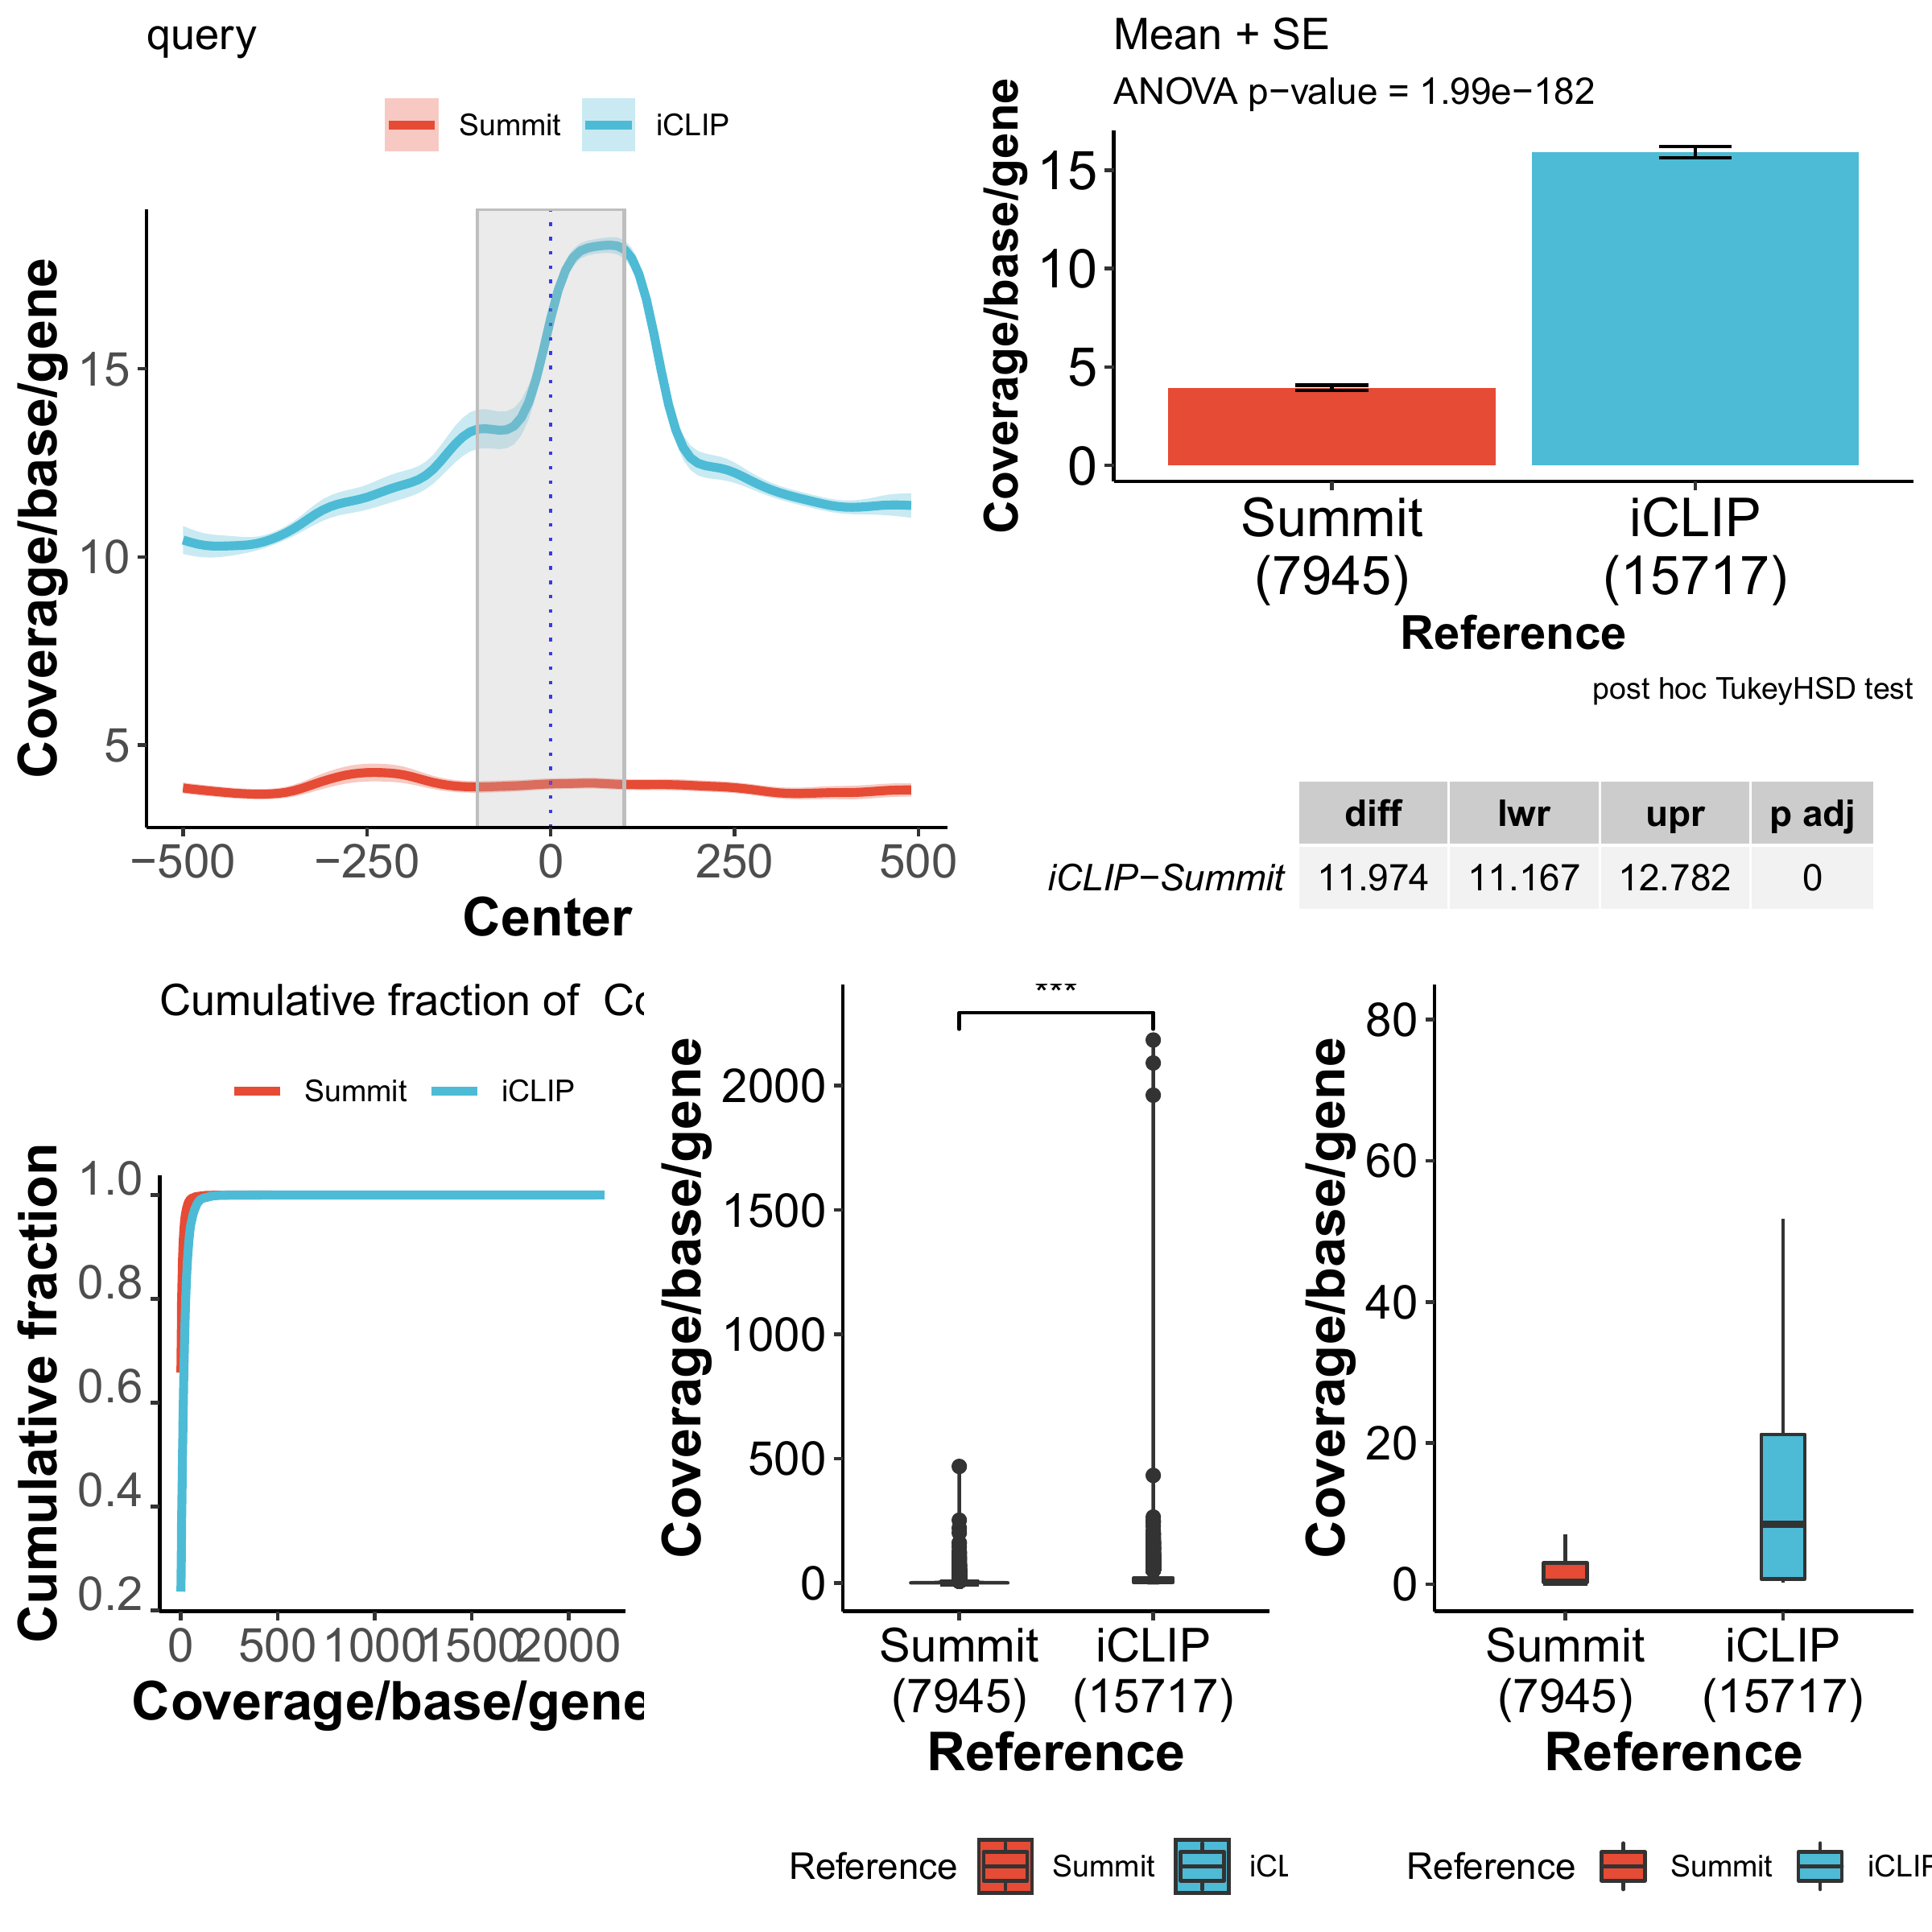 query
Summit iCLIP
Coverage/base/gene
15
10
5
−500 −250 0 250 500
Center
Mean + SE
ANOVA p−value = 1.99e−182
Coverage/base/gene
15
10
5
0
Summit iCLIP
(7945) (15717)
Reference
post hoc TukeyHSD test
diff lwr upr p adj
iCLIP−Summit 11.974 11.167 12.782 0
Cumulative fraction of Co
Summit iCLIP
Cumulative fraction
1.0
0.8
0.6
0.4
0.2
0 500 1000 1500 2000
Coverage/base/gene
***
Coverage/base/gene
2000
1500
1000
500
0
Summit iCLIP
(7945) (15717)
Reference
Reference Summit iCL
Coverage/base/gene
80
60
40
20
0
Summit iCLIP
(7945) (15717)
Reference
Reference Summit iCLIF